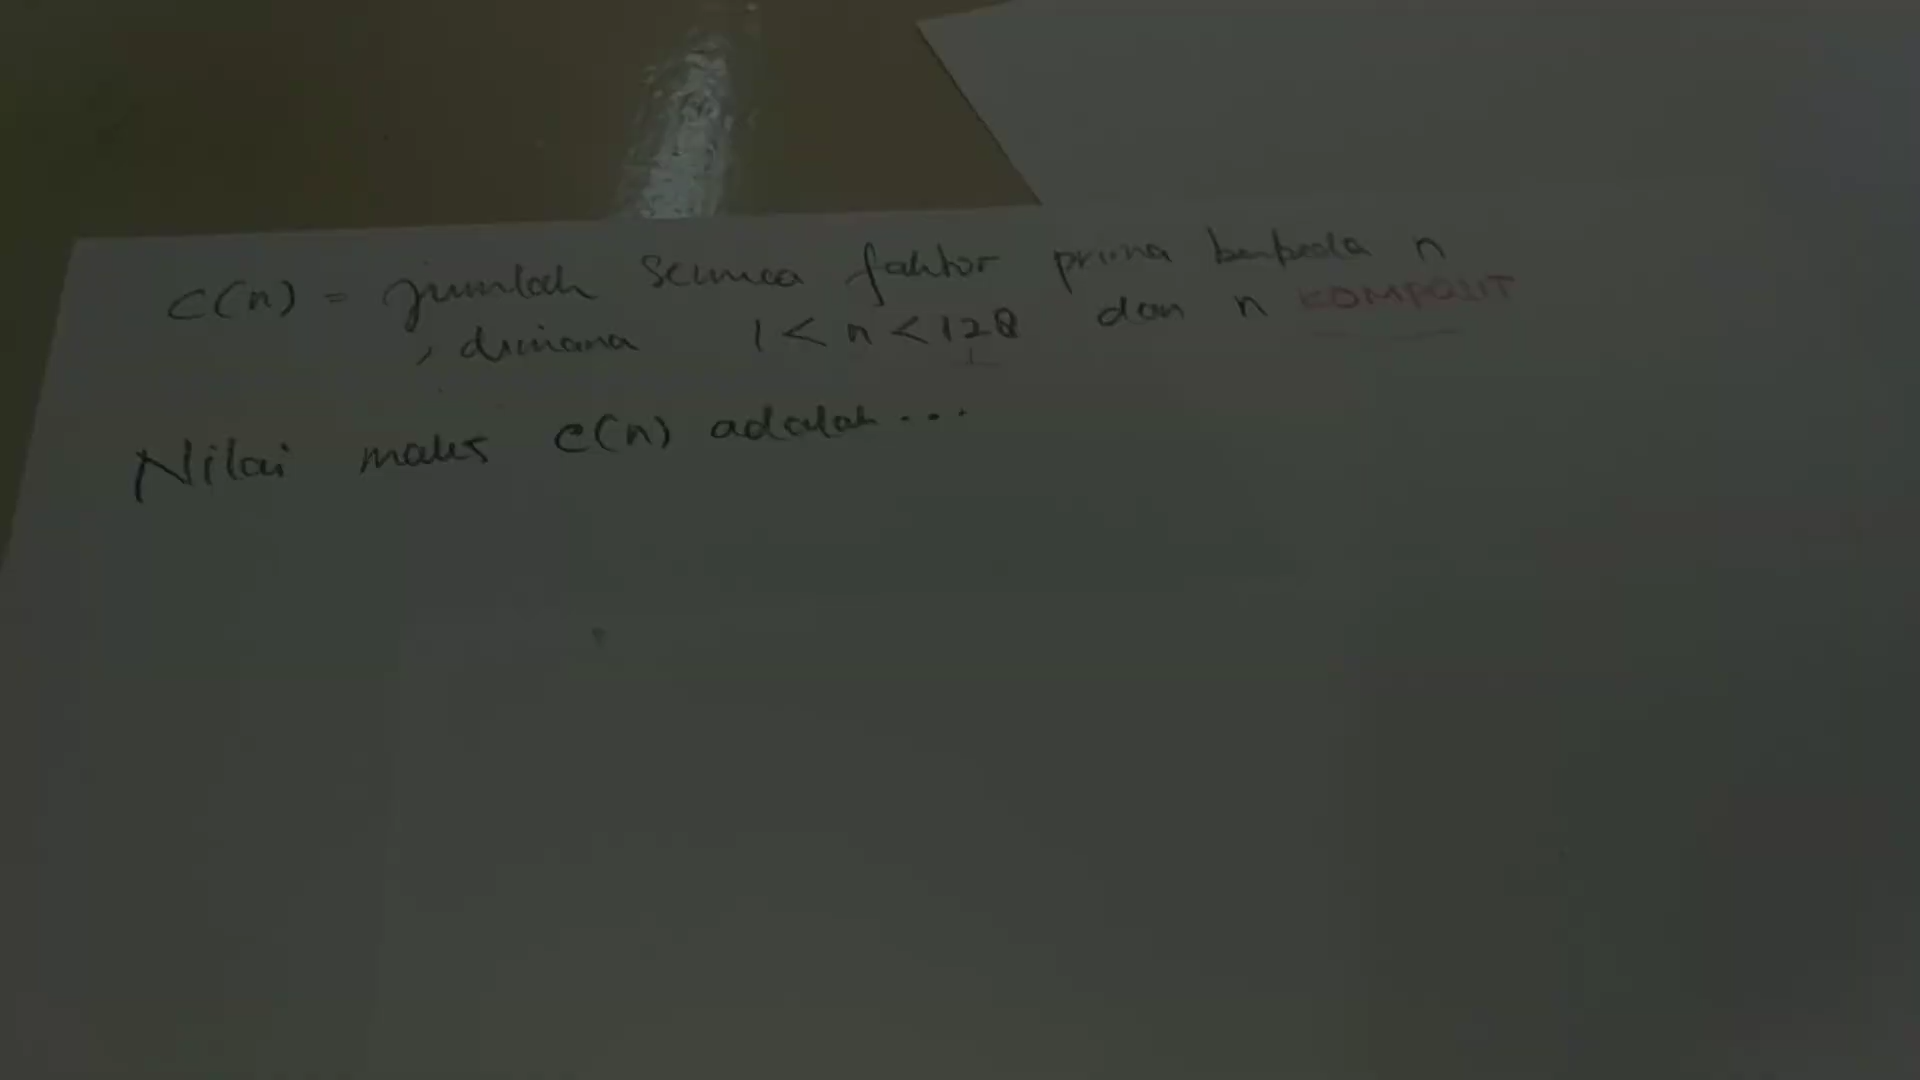 C(n) = jumlah semua faktor prima berbeda n
, dimana 1 < n < 128 dan n KOMPOSIT
Nilai maks C(n) adalah ...